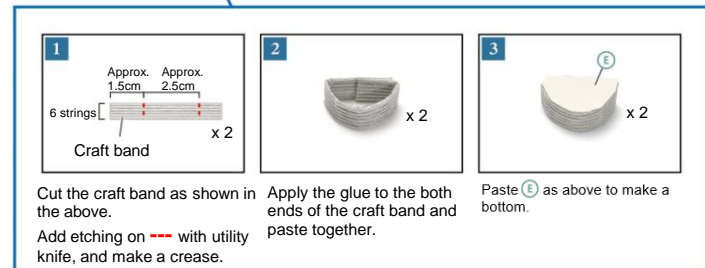 1
Approx. Approx.
1.5cm 2.5cm
6 strings
x 2
Craft band
Cut the craft band as shown in
the above.
Add etching on --- with utility
knife, and make a crease.
2
x 2
Apply the glue to the both
ends of the craft band and
paste together.
3
E
x 2
Paste E as above to make a
bottom.